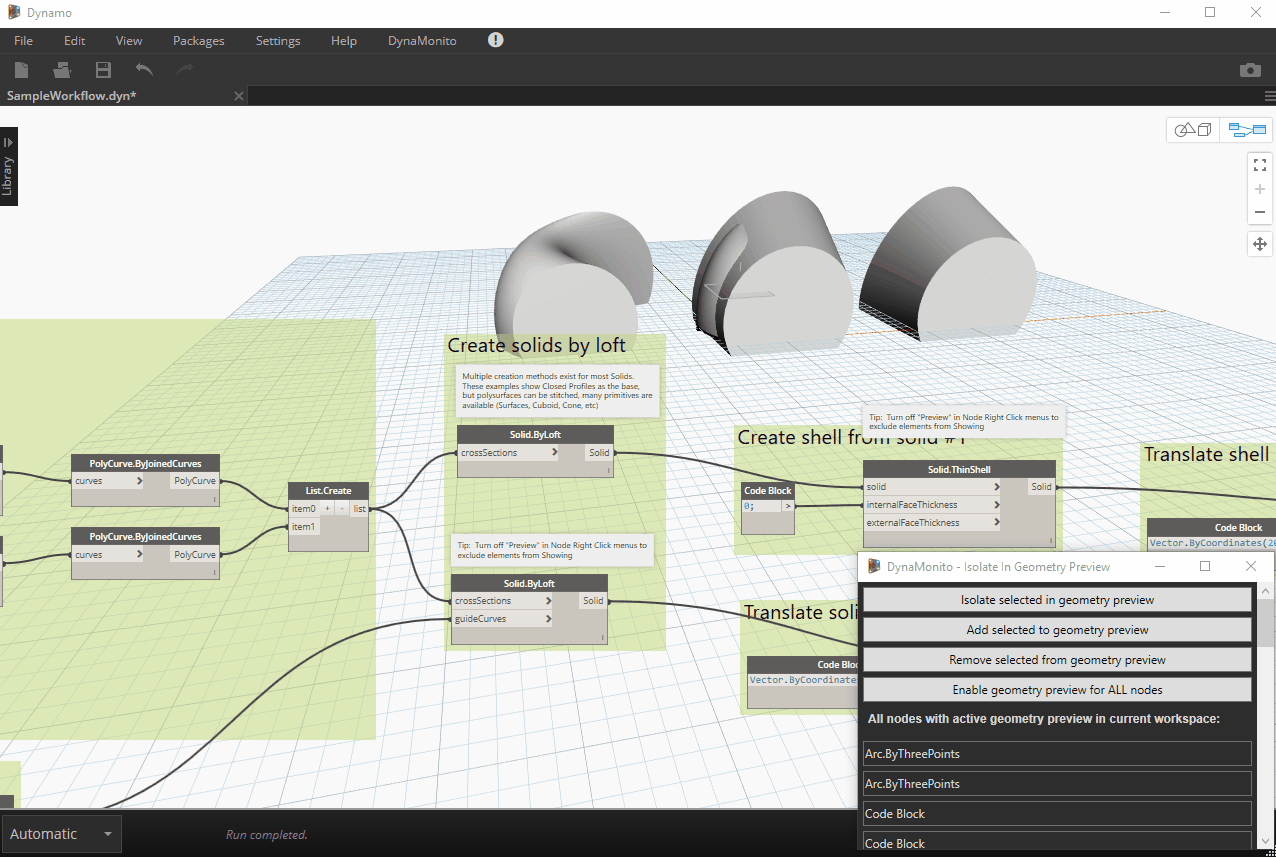 Dynamo
File Edit View Packages Settings Help DynaMonito
SampleWorkflow.dyn*
Library
Create solids by loft
Multiple creation methods exist for most Solids.
These examples show Closed Profiles as the base,
but polysurfaces can be stitched, many primitives are
available (Surfaces, Cuboid, Cone, etc)
Solid.ByLoft
crossSections > Solid
PolyCurve.ByJoinedCurves
curves > PolyCurve
PolyCurve.ByJoinedCurves
curves > PolyCurve
List.Create
item0 + - list
item1
Tip: Turn off "Preview" in Node Right Click menus to
exclude elements from Showing
Solid.ByLoft
crossSections > Solid
guideCurves >
Tip: Turn off "Preview" in Node Right Click menus to
exclude elements from Showing
Create shell from solid #1
Code Block
0; >
Solid.ThinShell
solid > Solid
internalFaceThickness >
externalFaceThickness >
Translate shell
Code Block
Vector.ByCoordinates(20
Translate soli
Code Bloc
Vector.ByCoordinates
DynaMonito - Isolate In Geometry Preview
Isolate selected in geometry preview
Add selected to geometry preview
Remove selected from geometry preview
Enable geometry preview for ALL nodes
All nodes with active geometry preview in current workspace:
Arc.ByThreePoints
Arc.ByThreePoints
Code Block
Code Block
Automatic
Run completed.